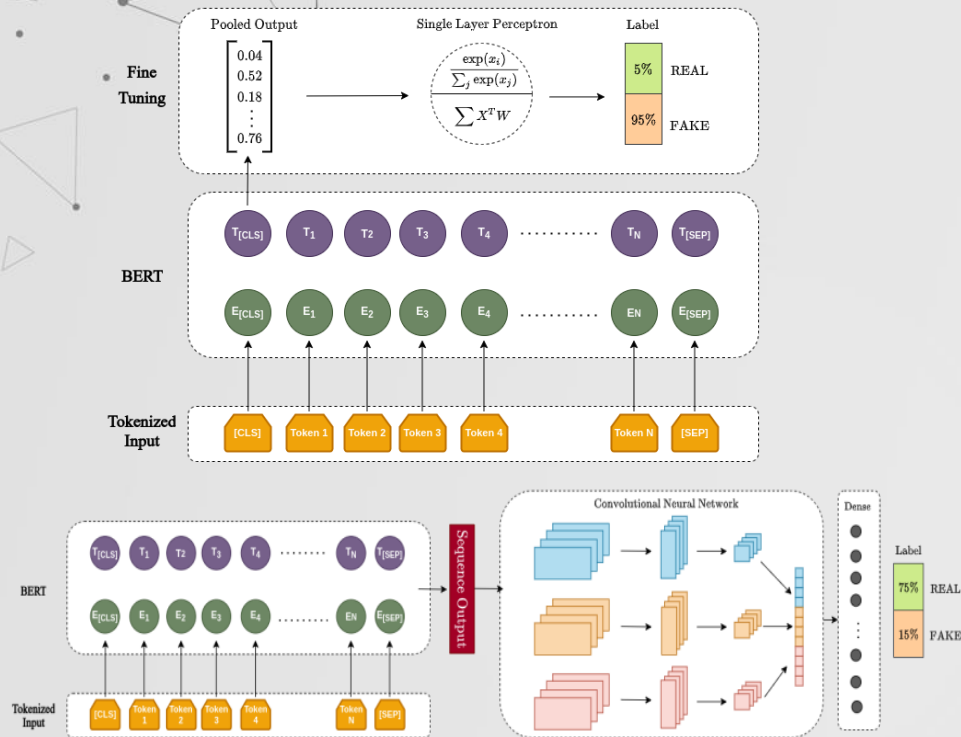 Pooled Output
Single Layer Perceptron
Label
Fine
Tuning
0.04
0.52
0.18
⋮
0.76
exp(x_i)
∑_j exp(x_j)
∑ X^T W
5% REAL
95% FAKE
BERT
T[CLS] T1 T2 T3 T4 ........... TN T[SEP]
E[CLS] E1 E2 E3 E4 ........... EN E[SEP]
Tokenized
Input
[CLS] Token 1 Token 2 Token 3 Token 4 Token N [SEP]
BERT
T[CLS] T1 T2 T3 T4 ......... TN T[SEP]
E[CLS] E1 E2 E3 E4 ......... EN E[SEP]
Tokenized
Input
[CLS] Token 1 Token 2 Token 3 Token 4 Token N [SEP]
Sequence Output
Convolutional Neural Network
Dense
Label
75% REAL
15% FAKE